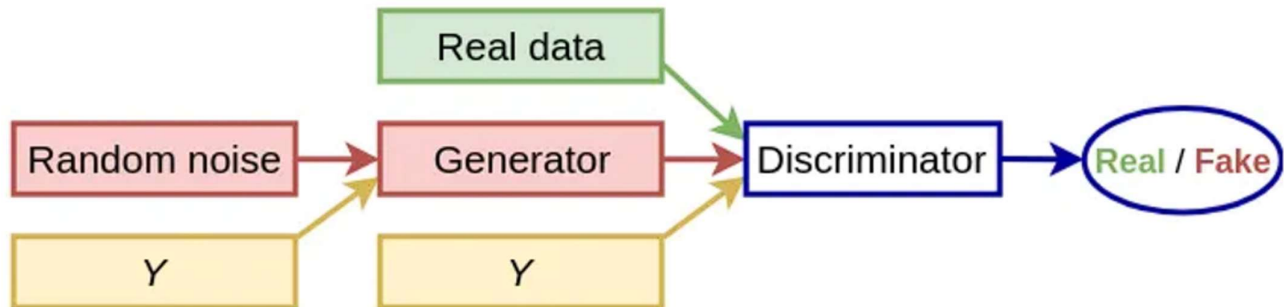 Real data
Random noise
Generator
Discriminator
Real / Fake
Y
Y